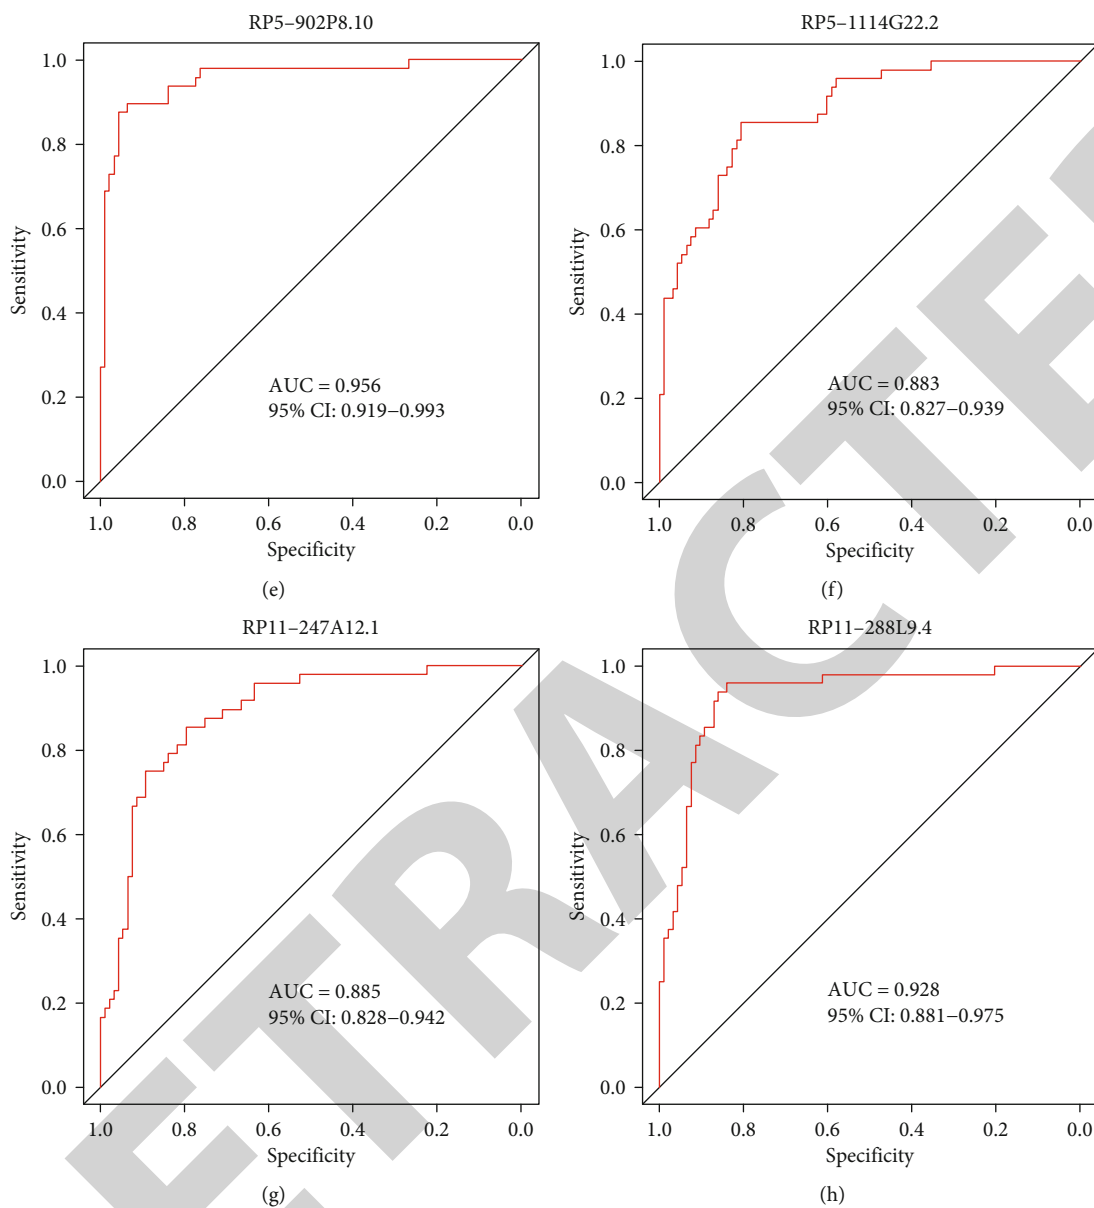 RP5–902P8.10
1.0
0.8
0.6
0.4
0.2
0.0
Sensitivity
AUC = 0.956
95% CI: 0.919–0.993
1.0 0.8 0.6 0.4 0.2 0.0
Specificity
(e)
RP5–1114G22.2
1.0
0.8
0.6
0.4
0.2
0.0
Sensitivity
AUC = 0.883
95% CI: 0.827–0.939
1.0 0.8 0.6 0.4 0.2 0.0
Specificity
(f)
RP11–247A12.1
1.0
0.8
0.6
0.4
0.2
0.0
Sensitivity
AUC = 0.885
95% CI: 0.828–0.942
1.0 0.8 0.6 0.4 0.2 0.0
Specificity
(g)
RP11–288L9.4
1.0
0.8
0.6
0.4
0.2
0.0
Sensitivity
AUC = 0.928
95% CI: 0.881–0.975
1.0 0.8 0.6 0.4 0.2 0.0
Specificity
(h)
ETRACTE